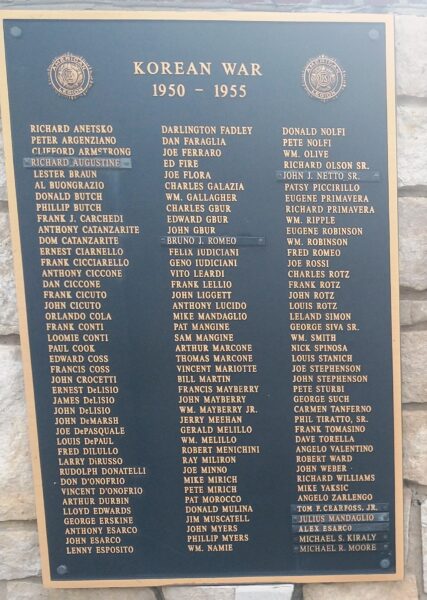 KOREAN WAR
1950 – 1955
RICHARD ANETSKO
PETER ARGENZIANO
CLIFFORD ARMSTRONG
RICHARD AUGUSTINE
LESTER BRAUN
AL BUONGRAZIO
DONALD BUTCH
PHILLIP BUTCH
FRANK J. CARCHEDI
ANTHONY CATANZARITE
DOM CATANZARITE
ERNEST CIARNELLO
FRANK CICCIARELLO
ANTHONY CICCONE
DAN CICCONE
FRANK CICUTO
JOHN CICUTO
ORLANDO COLA
FRANK CONTI
LOOMIE CONTI
PAUL COOK
EDWARD COSS
FRANCIS COSS
JOHN CROCETTI
ERNEST DeLISIO
JAMES DeLISIO
JOHN DeLISIO
JOHN DeMARSH
JOE DePASQUALE
LOUIS DePAUL
FRED DILULLO
LARRY DiRUSSO
RUDOLPH DONATELLI
DON D'ONOFRIO
VINCENT D'ONOFRIO
ARTHUR DURBIN
LLOYD EDWARDS
GEORGE ERSKINE
ANTHONY ESARCO
JOHN ESARCO
LENNY ESPOSITO
DARLINGTON FADLEY
DAN FARAGLIA
JOE FERRARO
ED FIRE
JOE FLORA
CHARLES GALAZIA
WM. GALLAGHER
CHARLES GBUR
EDWARD GBUR
JOHN GBUR
BRUNO J. ROMEO
FELIX IUDICIANI
GENO IUDICIANI
VITO LEARDI
FRANK LELLIO
JOHN LIGGETT
ANTHONY LUCIDO
MIKE MANDAGLIO
PAT MANGINE
SAM MANGINE
ARTHUR MARCONE
THOMAS MARCONE
VINCENT MARIOTTE
BILL MARTIN
FRANCIS MAYBERRY
JOHN MAYBERRY
WM. MAYBERRY JR.
JERRY MEEHAN
GERALD MELILLO
WM. MELILLO
ROBERT MENICHINI
RAY MILIRON
JOE MINNO
MIKE MIRICH
PETE MIRICH
PAT MOROCCO
DONALD MULINA
JIM MUSCATELL
JOHN MYERS
PHILLIP MYERS
WM. NAMIE
DONALD NOLFI
PETE NOLFI
WM. OLIVE
RICHARD OLSON SR.
JOHN J. NETTO SR.
PATSY PICCIRILLO
EUGENE PRIMAVERA
RICHARD PRIMAVERA
WM. RIPPLE
EUGENE ROBINSON
WM. ROBINSON
FRED ROMEO
JOE ROSSI
CHARLES ROTZ
FRANK ROTZ
JOHN ROTZ
LOUIS ROTZ
LELAND SIMON
GEORGE SIVA SR.
WM. SMITH
NICK SPINOSA
LOUIS STANICH
JOE STEPHENSON
JOHN STEPHENSON
PETE STURBI
GEORGE SUCH
CARMEN TANFERNO
PHIL TIRATTO, SR.
FRANK TOMASINO
DAVE TORELLA
ANGELO VALENTINO
ROBERT WARD
JOHN WEBER
RICHARD WILLIAMS
MIKE YAKSIC
ANGELO ZARLENGO
TOM P. CEARFOSS, JR.
JULIUS MANDAGLIO
ALEX ESARCO
MICHAEL S. KIRALY
MICHAEL R. MOORE